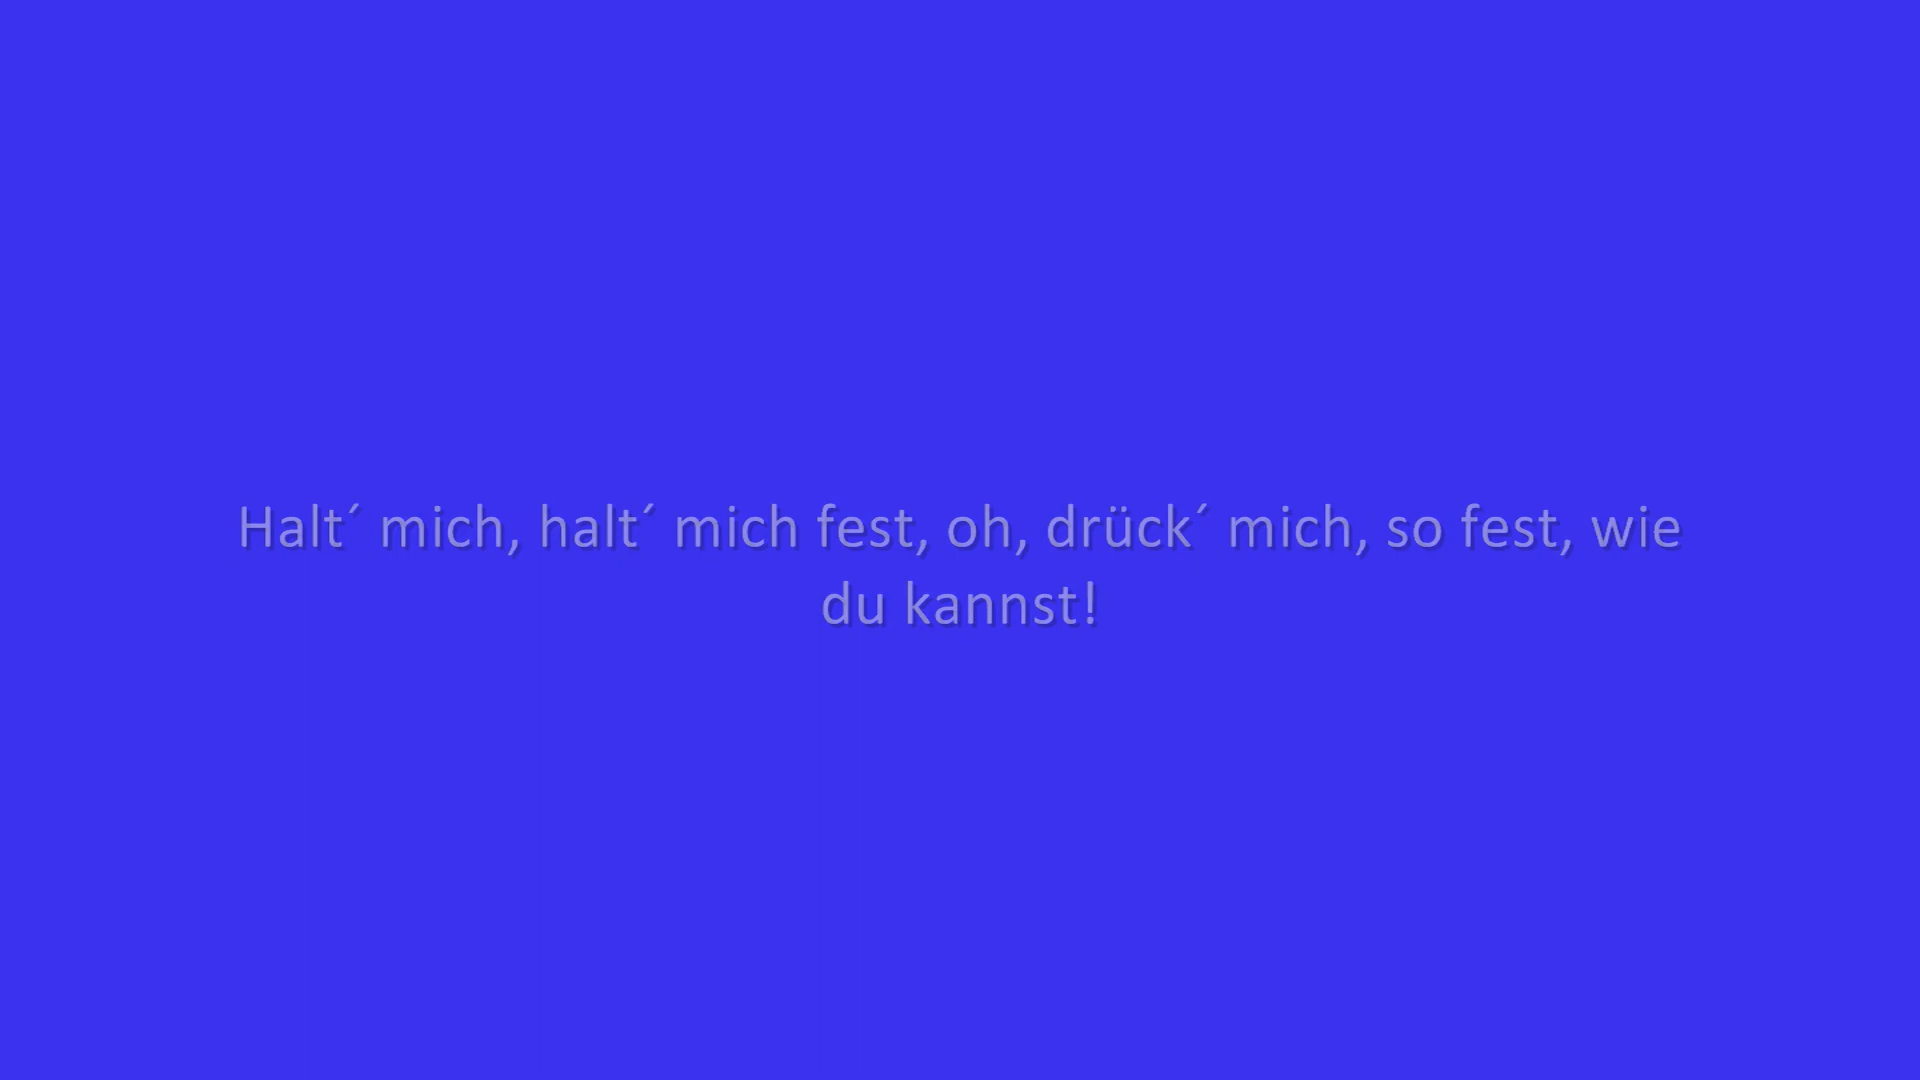 Halt´ mich, halt´ mich fest, oh, drück´ mich, so fest, wie
du kannst!